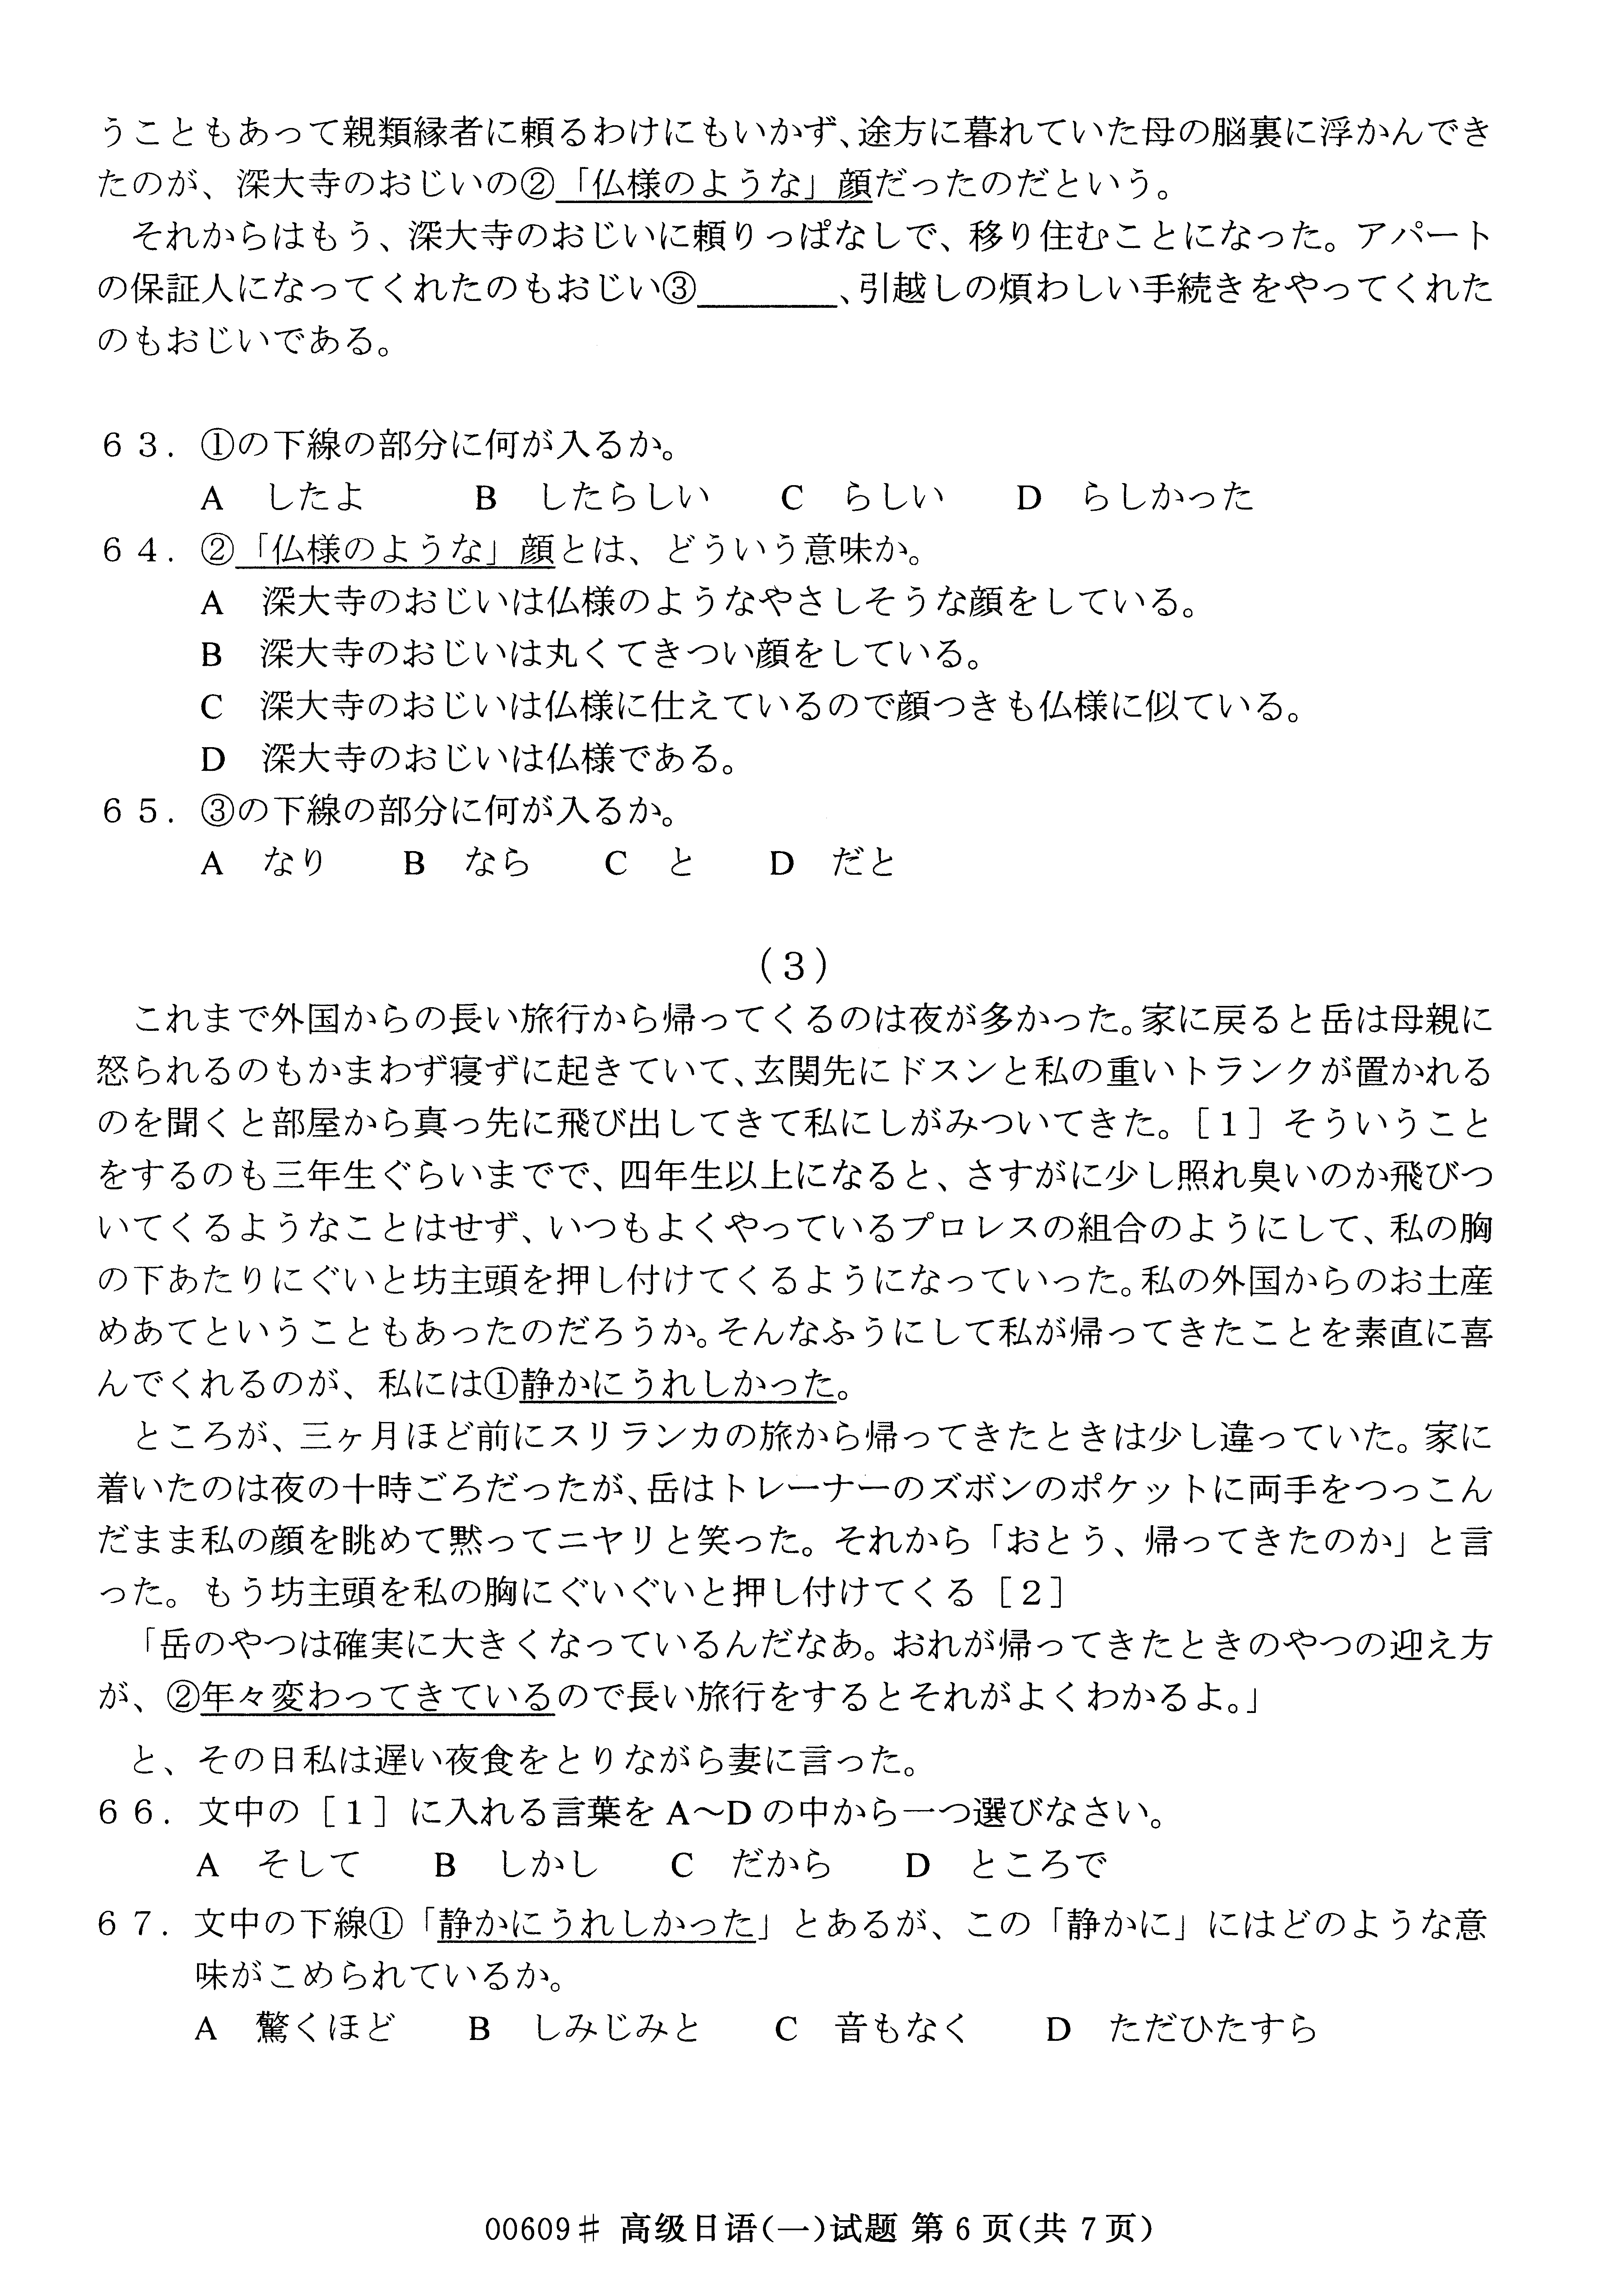 うこともあって親類縁者に頼るわけにもいかず、途方に暮れていた母の脳裏に浮かんでき
たのが、深大寺のおじいの②「仏様のような」顔だったのだという。
それからはもう、深大寺のおじいに頼りっぱなしで、移り住むことになった。アパート
の保証人になってくれたのもおじい③________、引越しの煩わしい手続きをやってくれた
のもおじいである。
６３．①の下線の部分に何が入るか。
A したよ B したらしい C らしい D らしかった
６４．②「仏様のような」顔とは、どういう意味か。
A 深大寺のおじいは仏様のようなやさしそうな顔をしている。
B 深大寺のおじいは丸くてきつい顔をしている。
C 深大寺のおじいは仏様に仕えているので顔つきも仏様に似ている。
D 深大寺のおじいは仏様である。
６５．③の下線の部分に何が入るか。
A なり B なら C と D だと
（３）
これまで外国からの長い旅行から帰ってくるのは夜が多かった。家に戻ると岳は母親に
怒られるのもかまわず寝ずに起きていて、玄関先にドスンと私の重いトランクが置かれる
のを聞くと部屋から真っ先に飛び出してきて私にしがみついてきた。［１］そういうこと
をするのも三年生ぐらいまでで、四年生以上になると、さすがに少し照れ臭いのか飛びつ
いてくるようなことはせず、いつもよくやっているプロレスの組合のようにして、私の胸
の下あたりにぐいと坊主頭を押し付けてくるようになっていった。私の外国からのお土産
めあてということもあったのだろうか。そんなふうにして私が帰ってきたことを素直に喜
んでくれるのが、私には①静かにうれしかった。
ところが、三ヶ月ほど前にスリランカの旅から帰ってきたときは少し違っていた。家に
着いたのは夜の十時ごろだったが、岳はトレーナーのズボンのポケットに両手をつっこん
だまま私の顔を眺めて黙ってニヤリと笑った。それから「おとう、帰ってきたのか」と言
った。もう坊主頭を私の胸にぐいぐいと押し付けてくる［２］
「岳のやつは確実に大きくなっているんだなあ。おれが帰ってきたときのやつの迎え方
が、②年々変わってきているので長い旅行をするとそれがよくわかるよ。」
と、その日私は遅い夜食をとりながら妻に言った。
６６．文中の［１］に入れる言葉をA～Dの中から一つ選びなさい。
A そして B しかし C だから D ところで
６７．文中の下線①「静かにうれしかった」とあるが、この「静かに」にはどのような意
味がこめられているか。
A 驚くほど B しみじみと C 音もなく D ただひたすら
00609# 高级日语(一)试题 第 6 页(共 7 页)